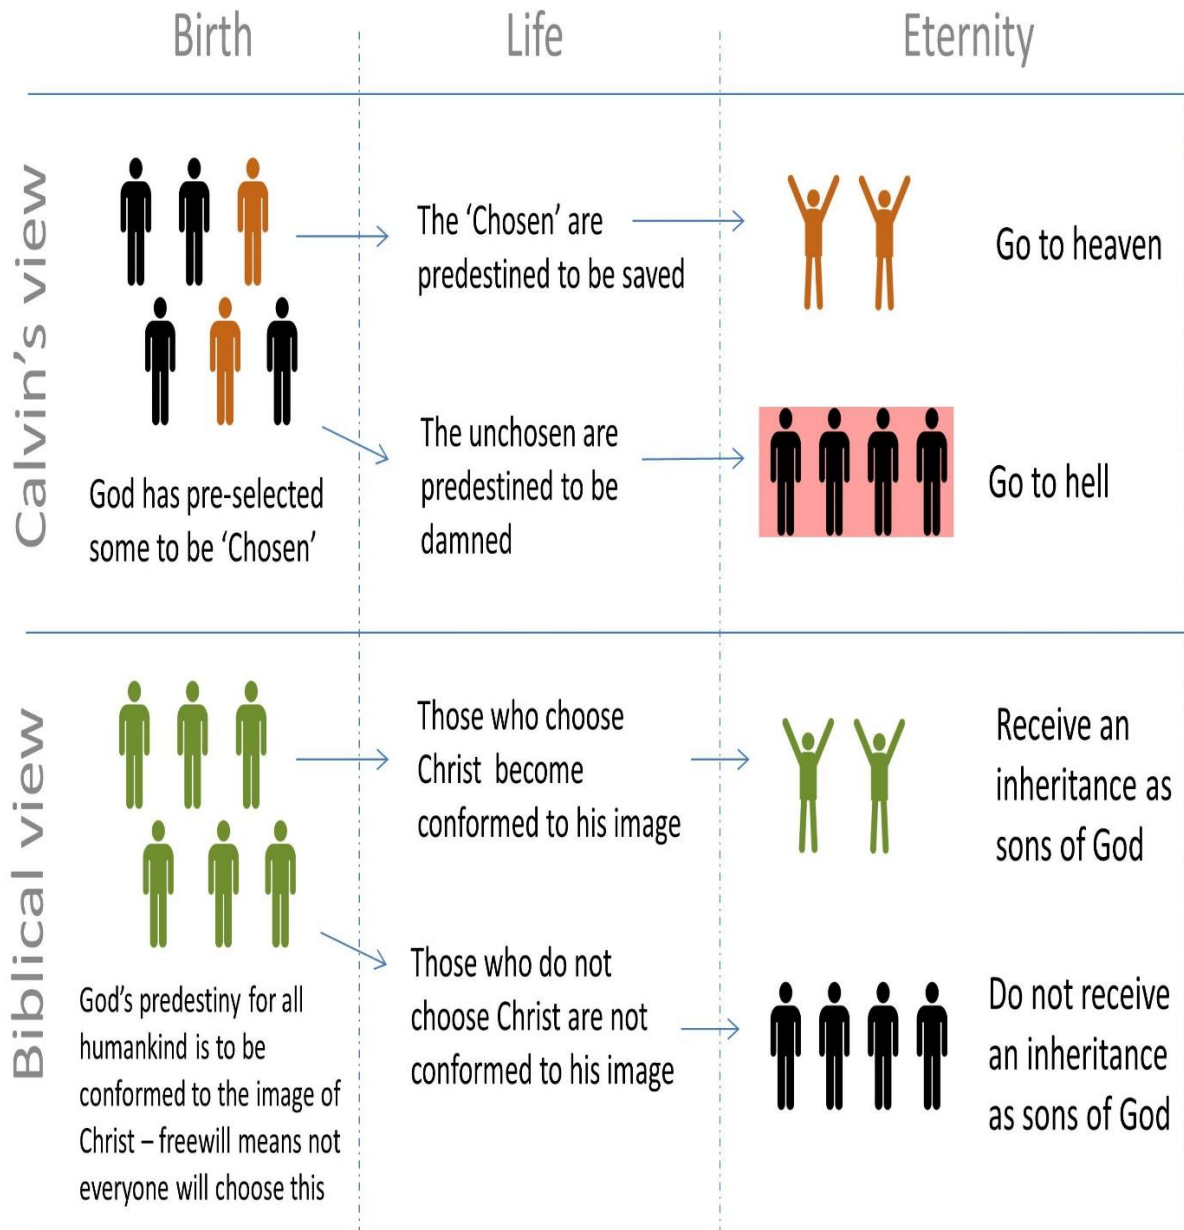 Birth
Life
Eternity
Calvin's view
God has pre-selected
some to be 'Chosen'
The 'Chosen' are
predestined to be saved
Go to heaven
The unchosen are
predestined to be
damned
Go to hell
Biblical view
God's predestiny for all
humankind is to be
conformed to the image of
Christ – freewill means not
everyone will choose this
Those who choose
Christ become
conformed to his image
Receive an
inheritance as
sons of God
Those who do not
choose Christ are not
conformed to his image
Do not receive
an inheritance
as sons of God